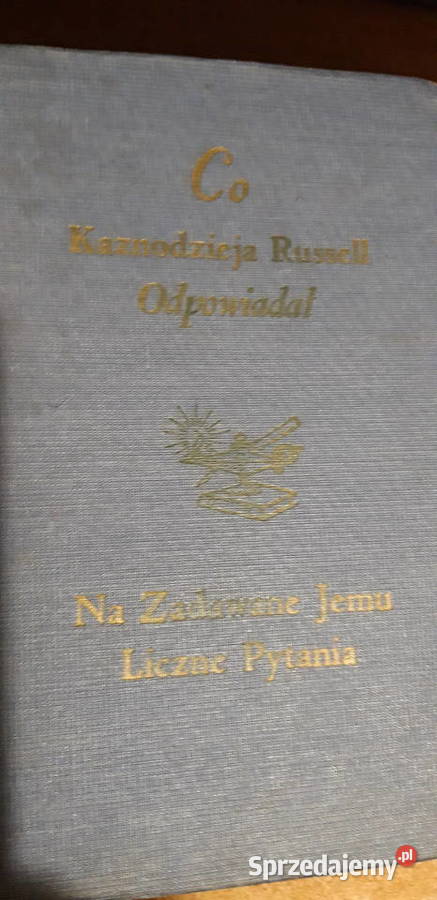 Co
Kaznodzieja Russell
Odpowiadał
Na Zadawane Jemu
Liczne Pytania
Sprzedajemy.pl